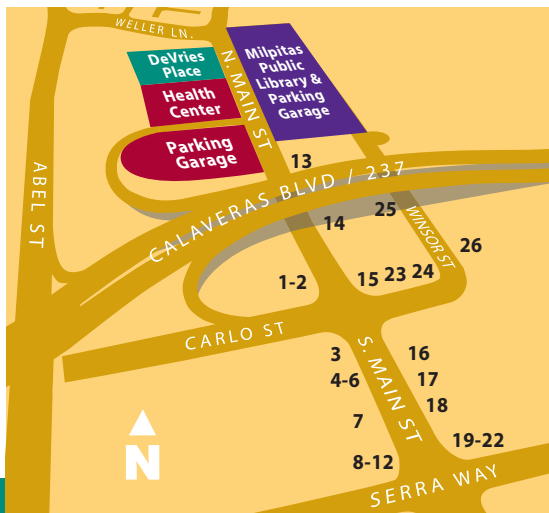 WELLER LN.
DeVries
Place
Health
Center
Parking
Garage
N. MAIN ST
Milpitas
Public
Library &
Parking
Garage
ABEL ST
13
CALAVERAS BLVD / 237
14
25
WINSOR ST
26
1-2
15
23
24
CARLO ST
3
4-6
7
8-12
S. MAIN ST
16
17
18
19-22
N
SERRA WAY